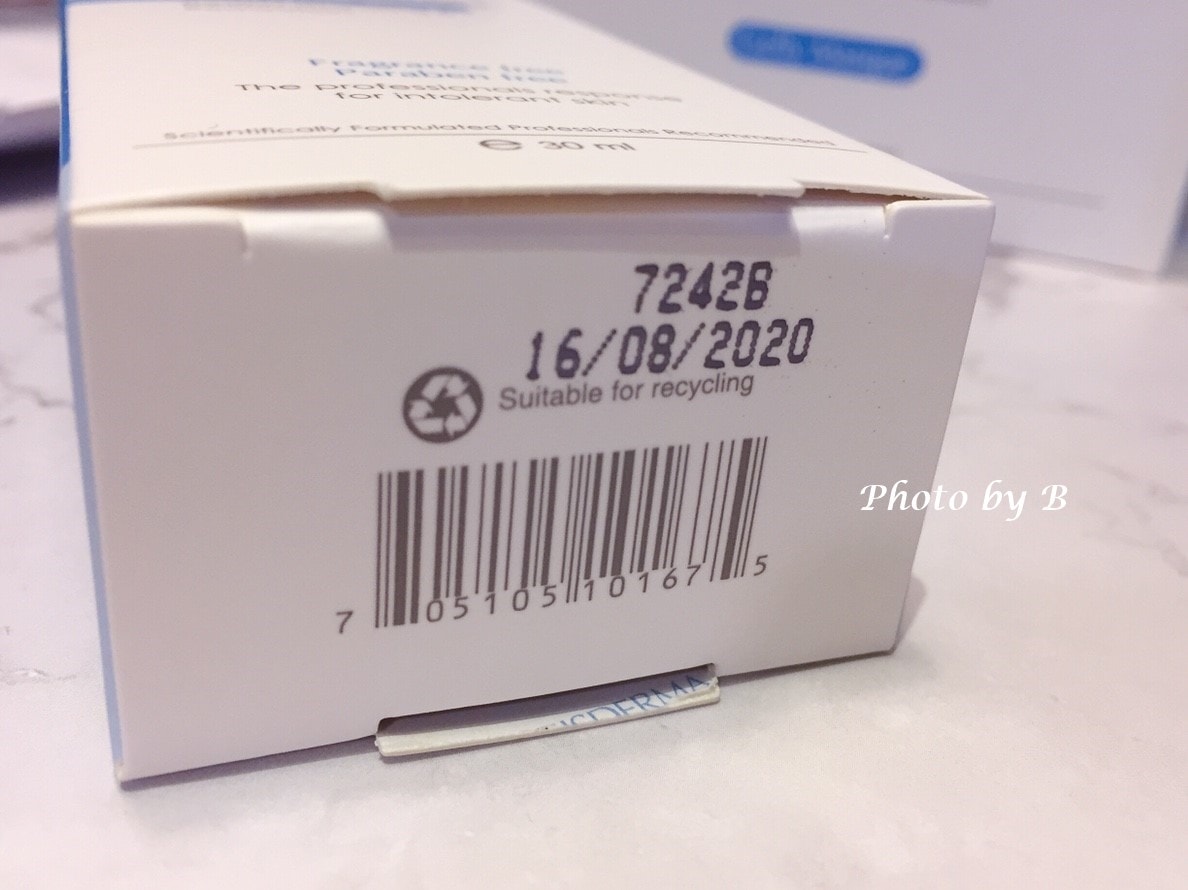 Fragrance free
Paraben free
The professionals response
for intolerant skin
Scientifically Formulated Professionals Recommended
℮ 30 ml
7242B
16/08/2020
Suitable for recycling
7 05105 10167 5
Photo by B